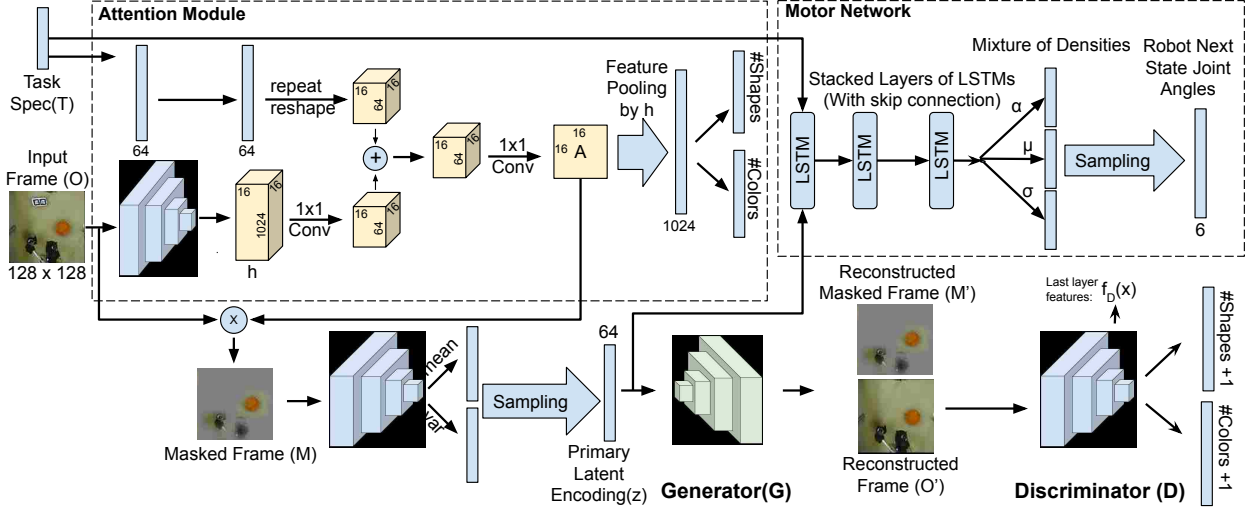 Attention Module
Task
Spec(T)
64
64
repeat
reshape
16
16
64
+
16
16
64
1x1
Conv
16
16
A
Feature
Pooling
by h
1024
#Shapes
#Colors
Input
Frame (O)
128 x 128
16
16
1024
h
1x1
Conv
16
16
64
Motor Network
Stacked Layers of LSTMs
(With skip connection)
LSTM
LSTM
LSTM
Mixture of Densities
α
μ
σ
Sampling
Robot Next
State Joint
Angles
6
x
Masked Frame (M)
mean
var
Sampling
64
Primary
Latent
Encoding(z)
Generator(G)
Reconstructed
Masked Frame (M')
Reconstructed
Frame (O')
Last layer
features: f_D(x)
Discriminator (D)
#Shapes +1
#Colors +1